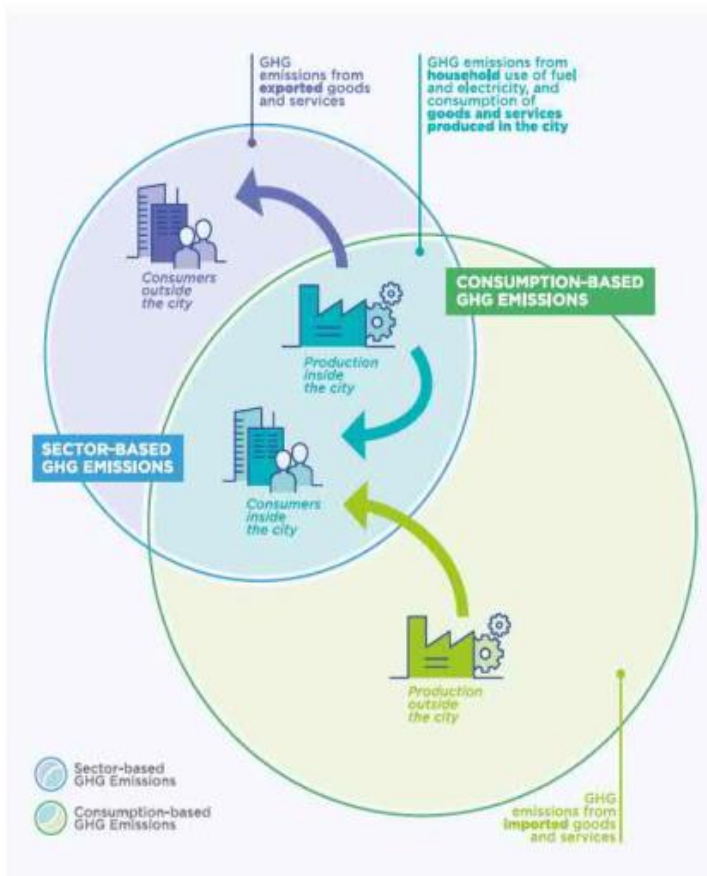 GHG
emissions from
exported goods
and services
GHG emissions from
household use of fuel
and electricity, and
consumption of
goods and services
produced in the city
Consumers
outside
the city
CONSUMPTION-BASED
GHG EMISSIONS
Production
inside
the city
SECTOR-BASED
GHG EMISSIONS
Consumers
inside
the city
Production
outside
the city
Sector-based
GHG Emissions
Consumption-based
GHG Emissions
GHG
emissions from
imported goods
and services